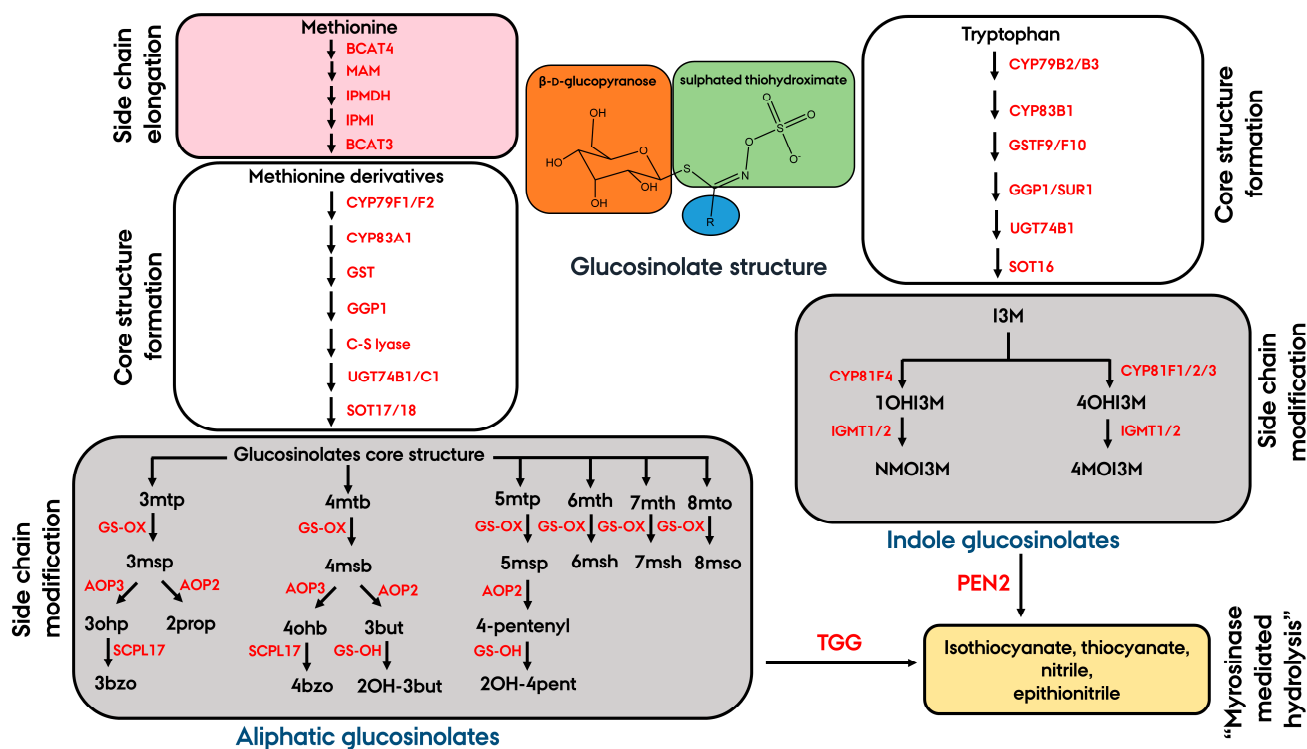 Side chain
elongation
Methionine
BCAT4
MAM
IPMDH
IPMI
BCAT3
Core structure
formation
Methionine derivatives
CYP79F1/F2
CYP83A1
GST
GGP1
C-S lyase
UGT74B1/C1
SOT17/18
β-D-glucopyranose
sulphated thiohydroximate
OH
O
HO
OH
OH
S
N
O
S
O
O
O-
R
Glucosinolate structure
Tryptophan
CYP79B2/B3
CYP83B1
GSTF9/F10
GGP1/SUR1
UGT74B1
SOT16
Core structure
formation
I3M
CYP81F4
CYP81F1/2/3
1OHI3M
4OHI3M
IGMT1/2
IGMT1/2
NMOI3M
4MOI3M
Side chain
modification
Indole glucosinolates
Side chain
modification
Glucosinolates core structure
3mtp
4mtb
5mtp
6mth
7mth
8mto
GS-OX
GS-OX
GS-OX
GS-OX
GS-OX
GS-OX
3msp
4msb
5msp
6msh
7msh
8mso
AOP3
AOP2
AOP3
AOP2
AOP2
3ohp
2prop
4ohb
3but
4-pentenyl
SCPL17
SCPL17
GS-OH
GS-OH
3bzo
4bzo
2OH-3but
2OH-4pent
Aliphatic glucosinolates
TGG
PEN2
Isothiocyanate, thiocyanate,
nitrile,
epithionitrile
“Myrosinase
mediated
hydrolysis”